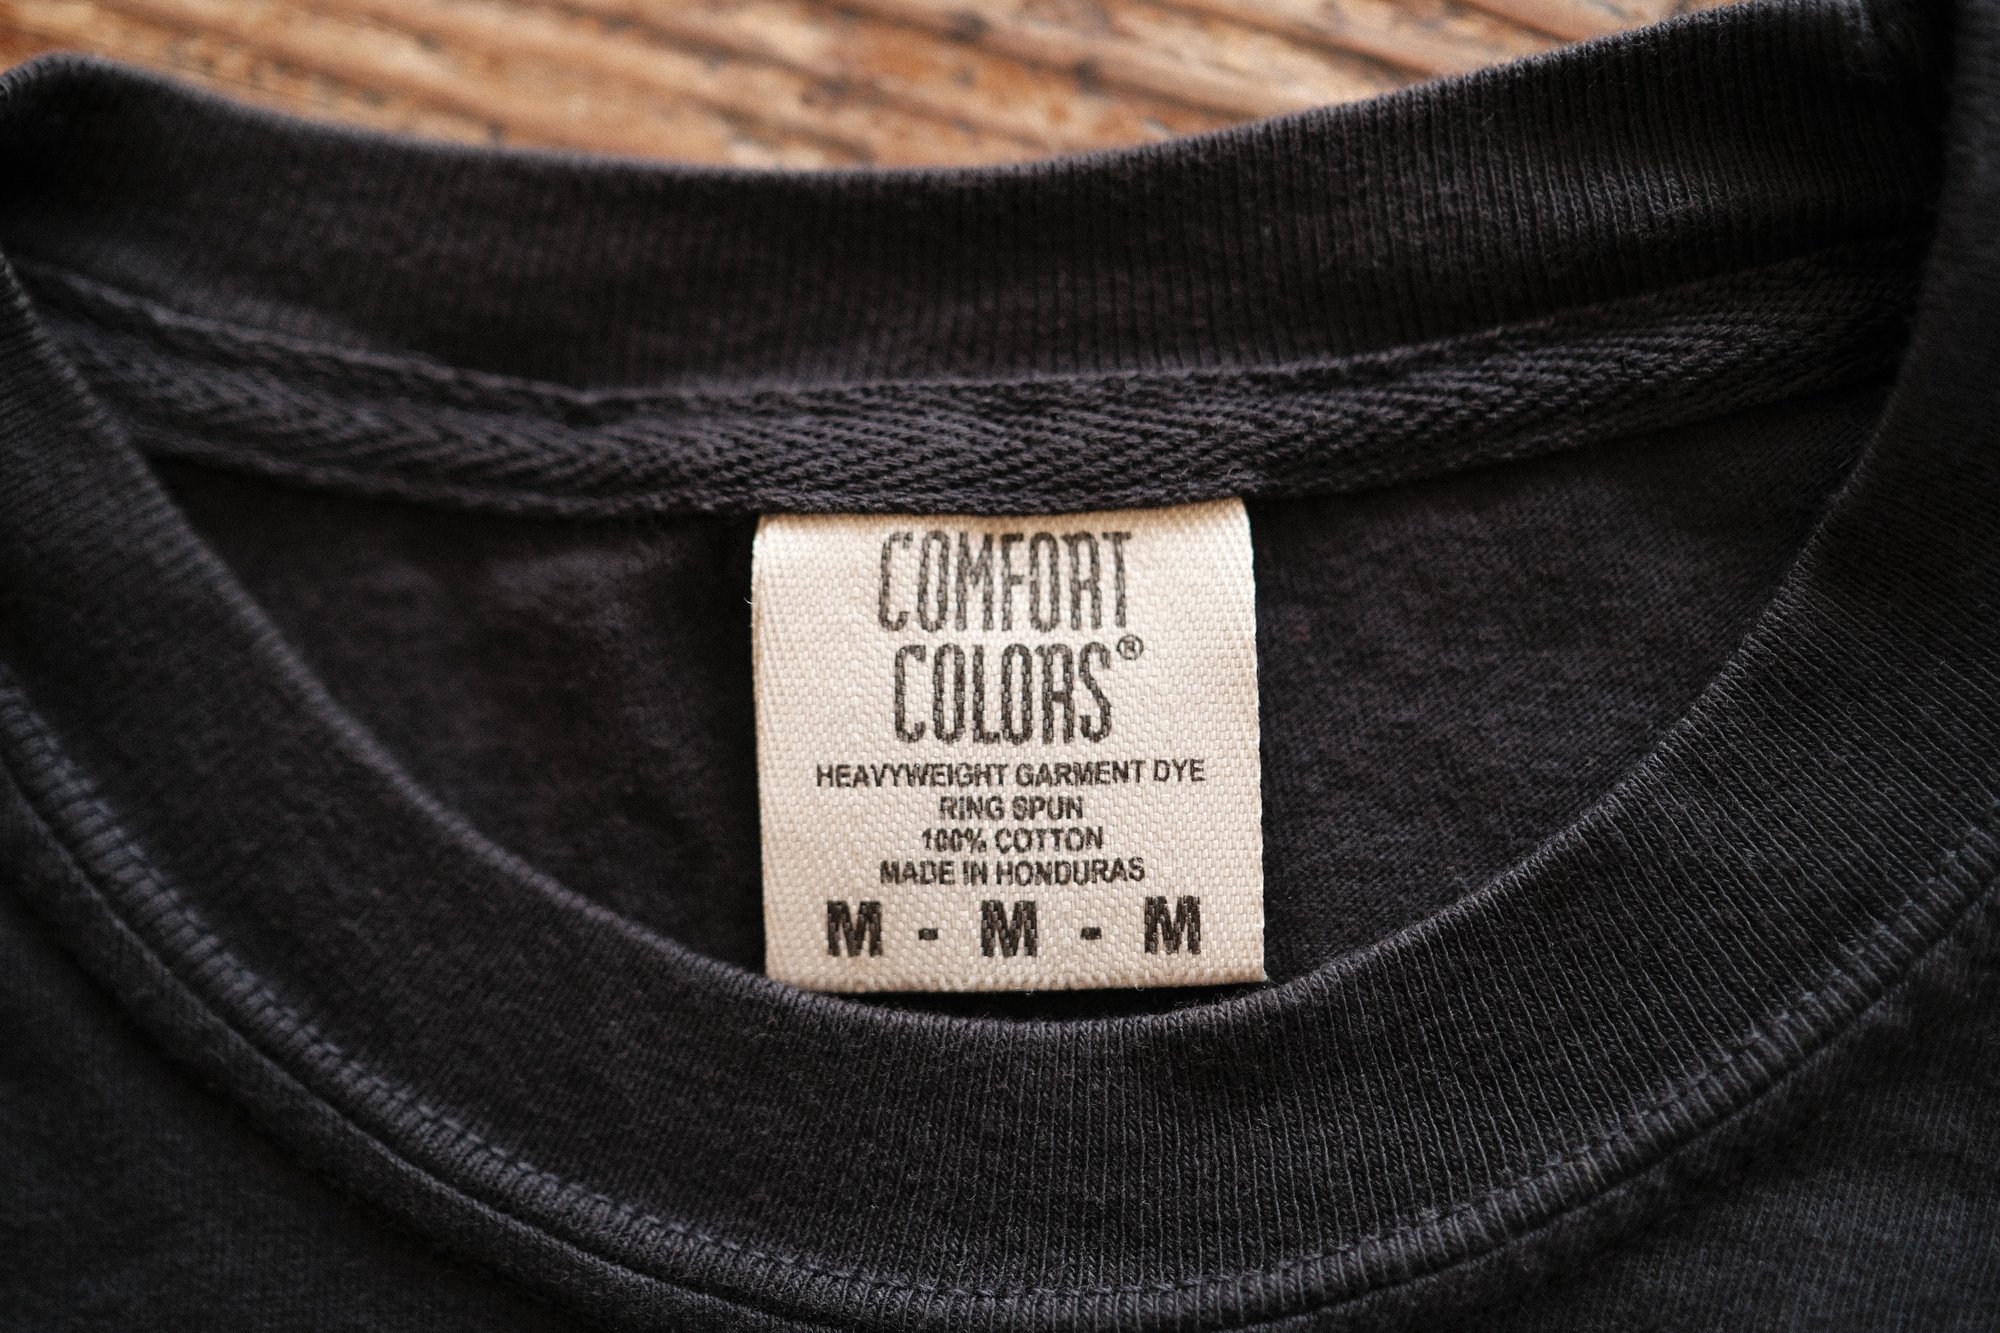 COMFORT
COLORS®
HEAVYWEIGHT GARMENT DYE
RING SPUN
100% COTTON
MADE IN HONDURAS
M - M - M